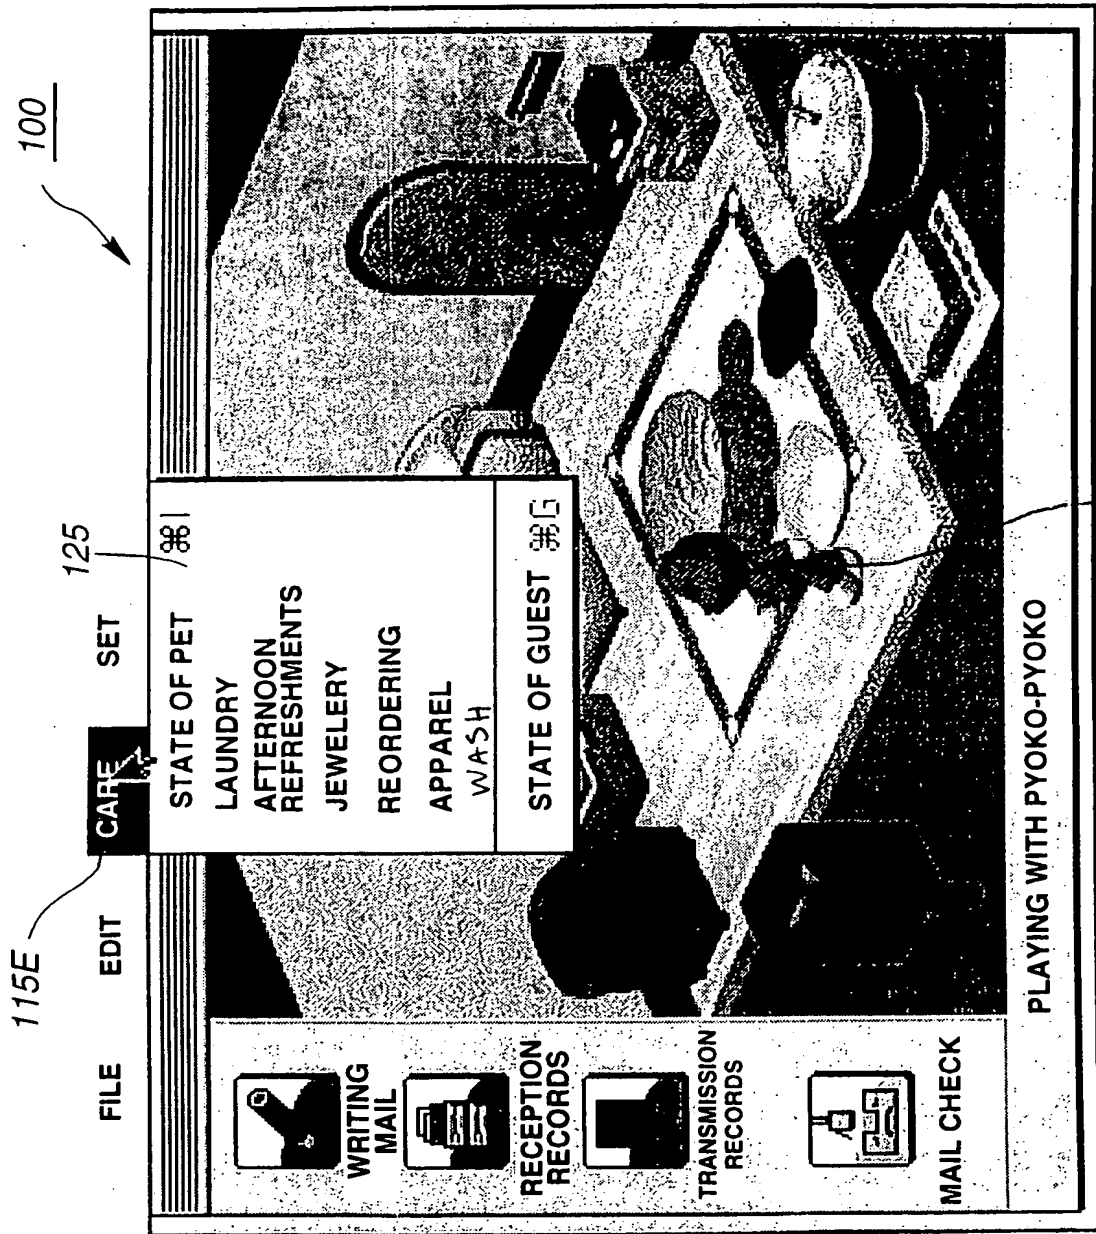 100
115E
125
FILE EDIT CARE SET
STATE OF PET ⌘I
LAUNDRY
AFTERNOON
REFRESHMENTS
JEWELERY
REORDERING
APPAREL
WASH
STATE OF GUEST ⌘G
WRITING
MAIL
RECEPTION
RECORDS
TRANSMISSION
RECORDS
MAIL CHECK
PLAYING WITH PYOKO-PYOKO